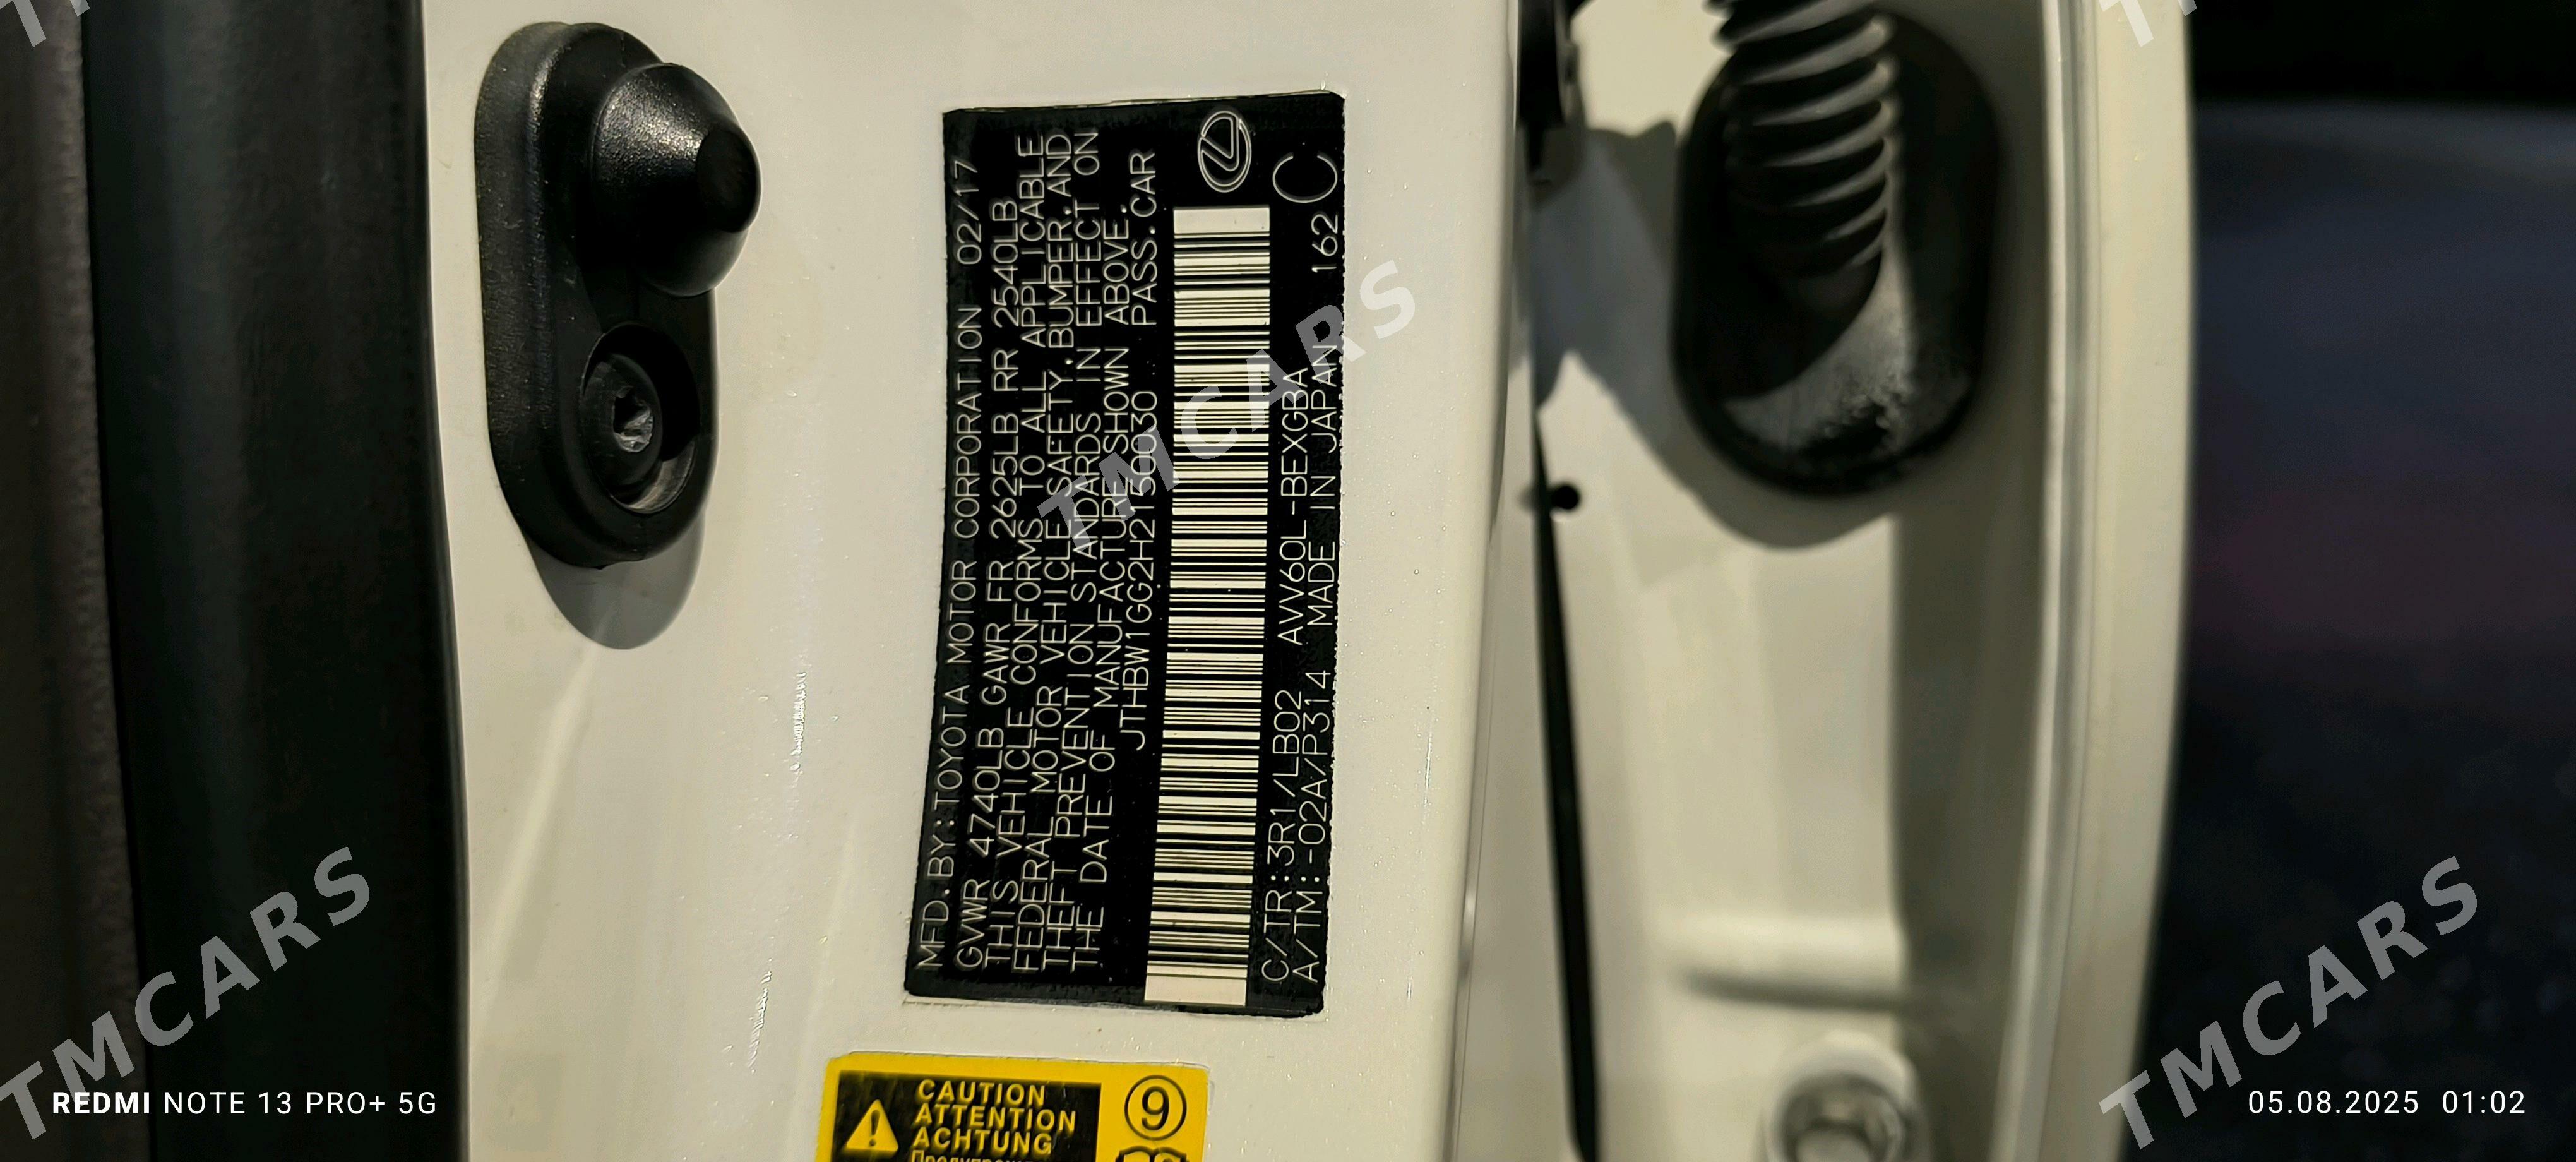 MFD.BY:TOYOTA MOTOR CORPORATION 02/17
GVWR 4740LB GAWR FR 2625LB RR 2540LB
THIS VEHICLE CONFORMS TO ALL APPLICABLE
FEDERAL MOTOR VEHICLE SAFETY,BUMPER,AND
THEFT PREVENTION STANDARDS IN EFFECT ON
THE DATE OF MANUFACTURE SHOWN ABOVE.
JTHBW1GG2H2150030 PASS.CAR
C/TR:3R1/LB02 AVV60L-BEXGBA
A/TM:-02A/P314 MADE IN JAPAN 162 C
CAUTION
ATTENTION
ACHTUNG
9
TMCARS
TMCARS
TMCARS
REDMI NOTE 13 PRO+ 5G
05.08.2025 01:02